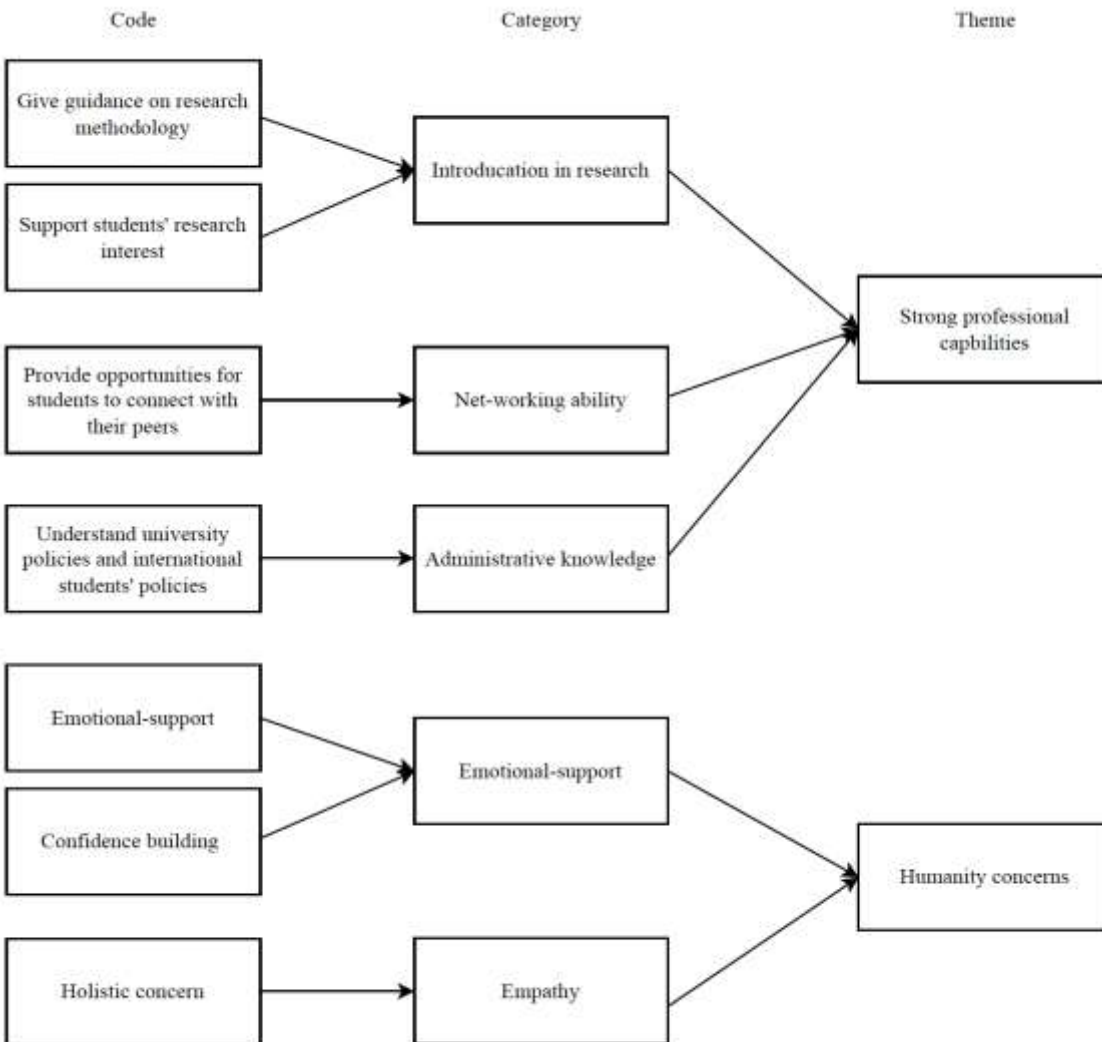 Code
Category
Theme
Give guidance on research
methodology
Support students' research
interest
Introducation in research
Provide opportunities for
students to connect with
their peers
Net-working ability
Understand university
policies and international
students' policies
Administrative knowledge
Strong professional
capbilities
Emotional-support
Confidence building
Emotional-support
Holistic concern
Empathy
Humanity concerns